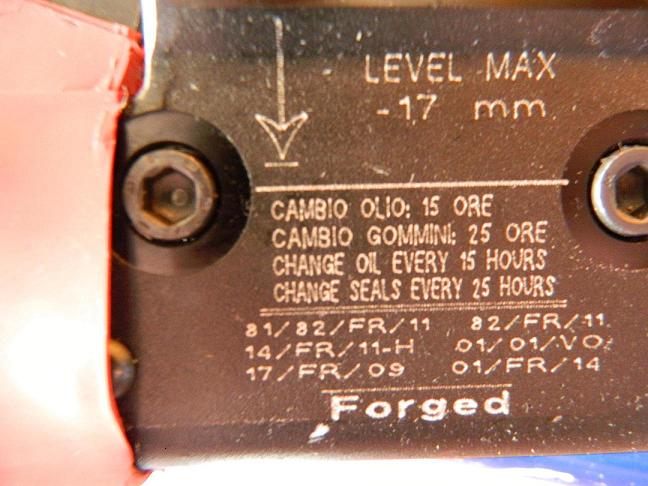 LEVEL MAX
-17 mm
CAMBIO OLIO: 15 ORE
CAMBIO GOMMINI: 25 ORE
CHANGE OIL EVERY 15 HOURS
CHANGE SEALS EVERY 25 HOURS
81/82/FR/11 82/FR/11
14/FR/11-H 01/01/VO
17/FR/09 01/FR/14
Forged